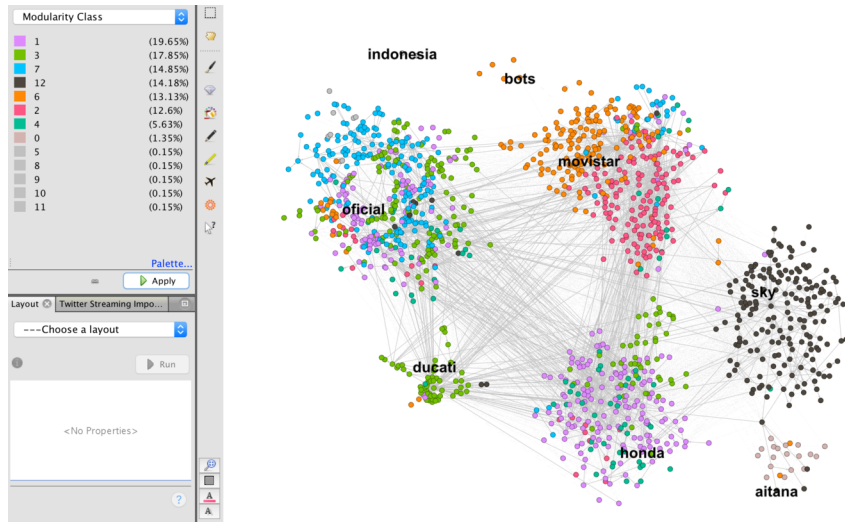 Modularity Class
1 (19.65%)
3 (17.85%)
7 (14.85%)
12 (14.18%)
6 (13.13%)
2 (12.6%)
4 (5.63%)
0 (1.35%)
5 (0.15%)
8 (0.15%)
9 (0.15%)
10 (0.15%)
11 (0.15%)
Palette...
Apply
Layout Twitter Streaming Impo...
---Choose a layout
Run
<No Properties>
?
A
A
indonesia
bots
movistar
oficial
sky
ducati
honda
aitana